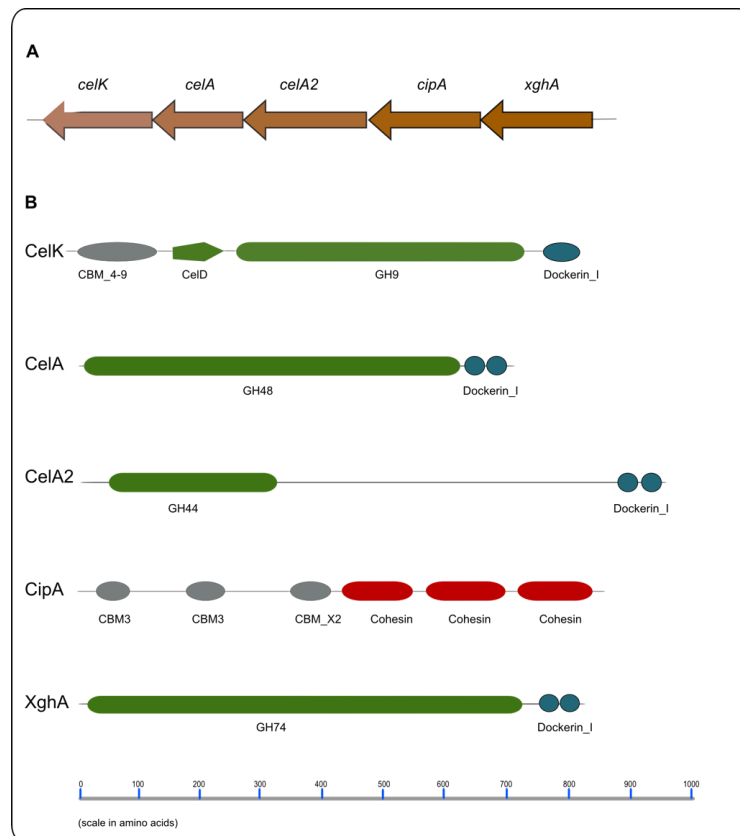 A
celK celA celA2 cipA xghA
B
CelK
CBM_4-9 CelD GH9 Dockerin_I
CelA
GH48 Dockerin_I
CelA2
GH44 Dockerin_I
CipA
CBM3 CBM3 CBM_X2 Cohesin Cohesin Cohesin
XghA
GH74 Dockerin_I
0 100 200 300 400 500 600 700 800 900 1000
(scale in amino acids)